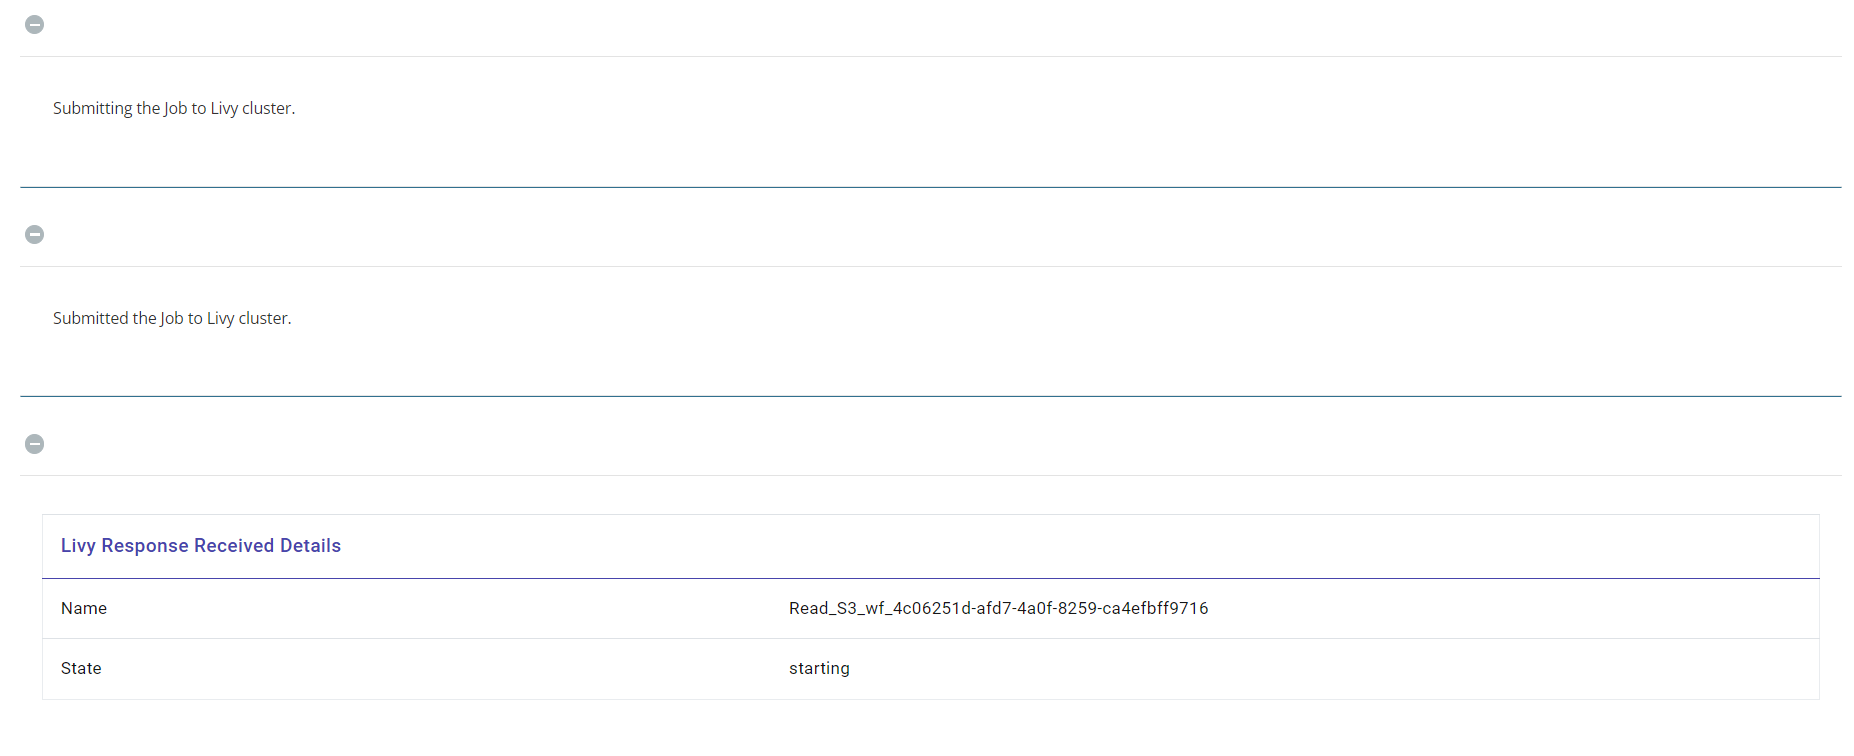 Submitting the Job to Livy cluster.
Submitted the Job to Livy cluster.
Livy Response Received Details
Name Read_S3_wf_4c06251d-afd7-4a0f-8259-ca4efbff9716
State starting